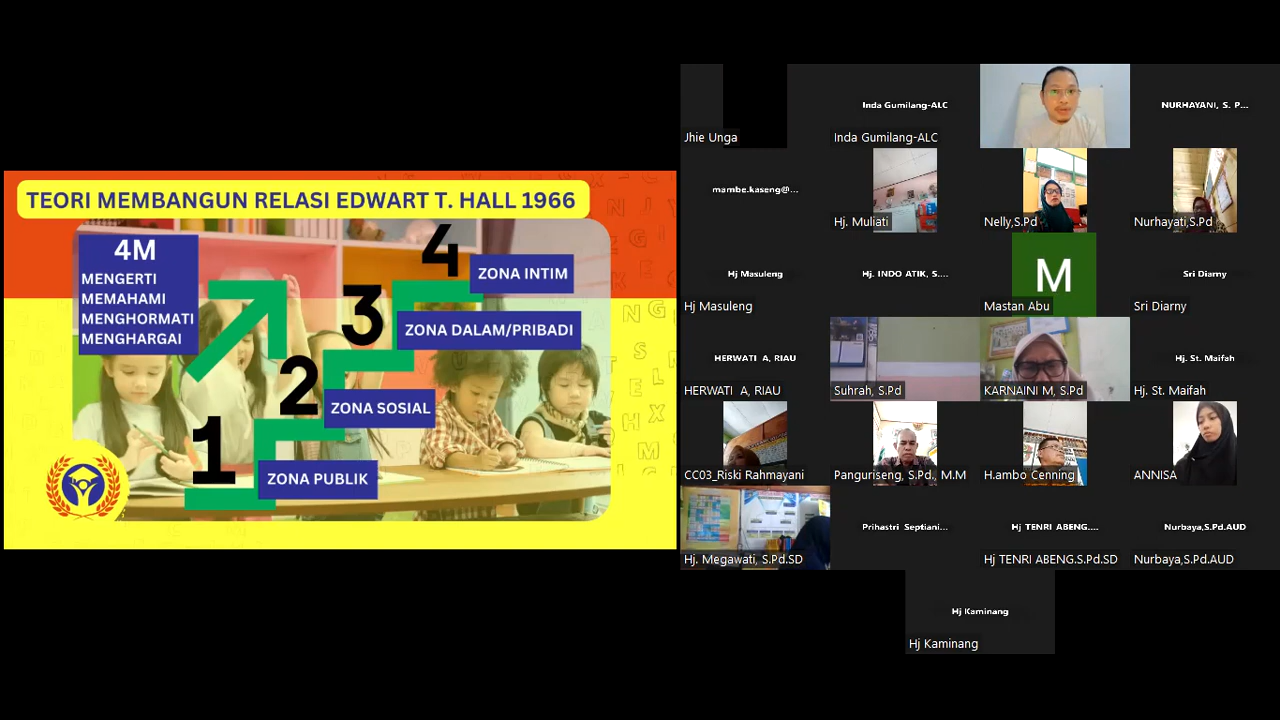 TEORI MEMBANGUN RELASI EDWART T. HALL 1966
4M
MENGERTI
MEMAHAMI
MENGHORMATI
MENGHARGAI
4
ZONA INTIM
3
ZONA DALAM/PRIBADI
2
ZONA SOSIAL
1
ZONA PUBLIK
Jhie Unga
Inda Gumilang-ALC
Inda Gumilang-ALC
NURHAYANI, S. P...
mambe.kaseng@...
Hj. Muliati
Nelly,S.Pd
Nurhayati,S.Pd
Hj Masuleng
Hj Masuleng
Hj. INDO ATIK, S....
M
Mastan Abu
Sri Diarny
Sri Diarny
HERWATI A, RIAU
HERWATI A, RIAU
Suhrah, S.Pd
KARNAINI M, S.Pd
Hj. St. Maifah
Hj. St. Maifah
CC03_Riski Rahmayani
Panguriseng, S.Pd., M.M
H.ambo Cenning
ANNISA
Hj. Megawati, S.Pd.SD
Prihastri Septiani...
Hj TENRI ABENG....
Hj TENRI ABENG.S.Pd.SD
Nurbaya,S.Pd.AUD
Nurbaya,S.Pd.AUD
Hj Kaminang
Hj Kaminang